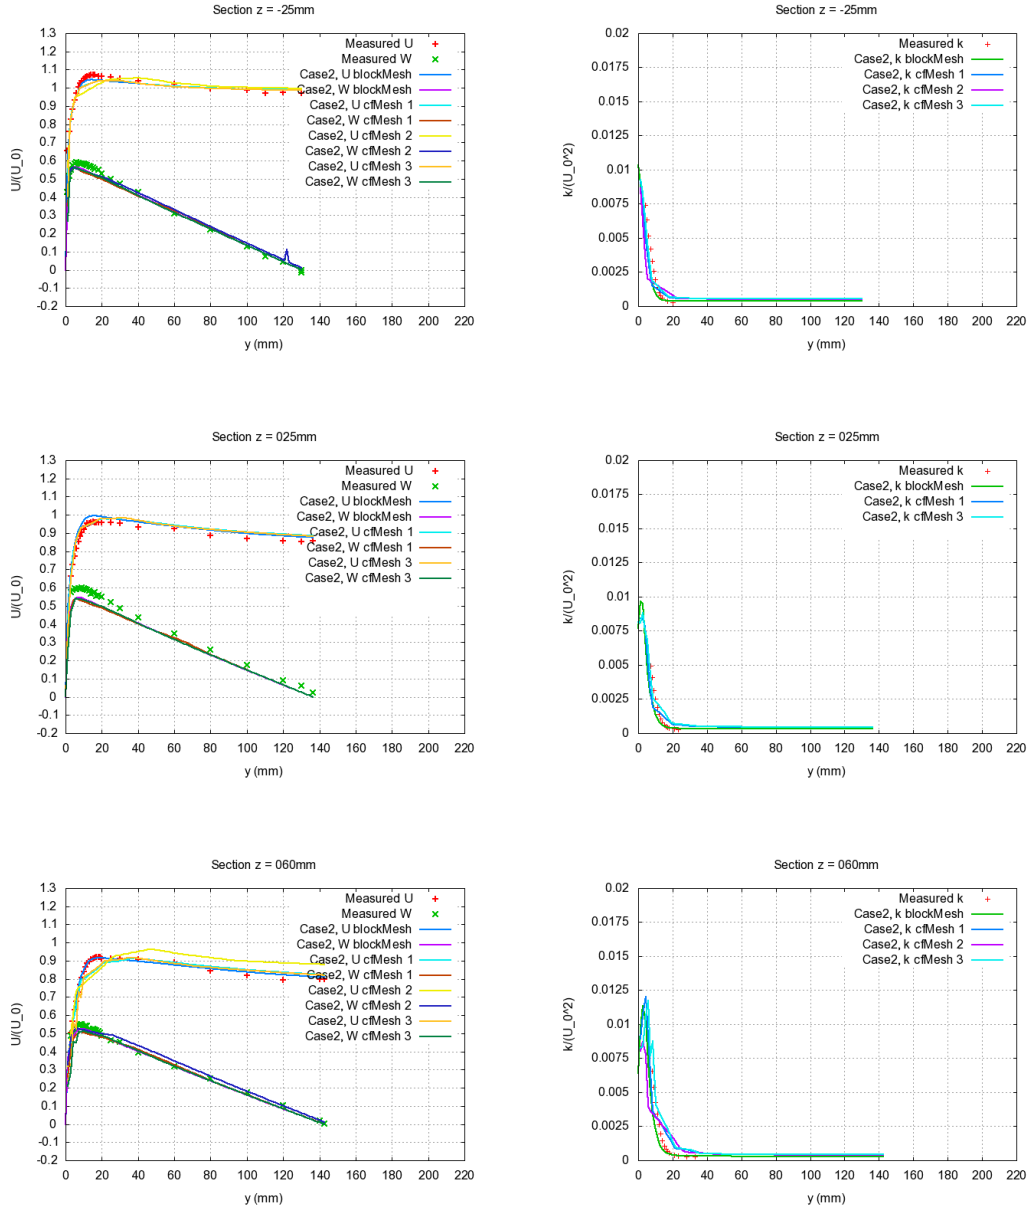 Section z = -25mm
1.3
1.2
1.1
1
0.9
0.8
0.7
0.6
0.5
0.4
0.3
0.2
0.1
0
-0.1
-0.2
U/(U_0)
Measured U
Measured W
Case2, U blockMesh
Case2, W blockMesh
Case2, U cfMesh 1
Case2, W cfMesh 1
Case2, U cfMesh 2
Case2, W cfMesh 2
Case2, U cfMesh 3
Case2, W cfMesh 3
0 20 40 60 80 100 120 140 160 180 200 220
y (mm)
Section z = -25mm
0.02
0.0175
0.015
0.0125
0.01
0.0075
0.005
0.0025
0
k/(U_0^2)
Measured k
Case2, k blockMesh
Case2, k cfMesh 1
Case2, k cfMesh 2
Case2, k cfMesh 3
0 20 40 60 80 100 120 140 160 180 200 220
y (mm)
Section z = 025mm
1.3
1.2
1.1
1
0.9
0.8
0.7
0.6
0.5
0.4
0.3
0.2
0.1
0
-0.1
-0.2
U/(U_0)
Measured U
Measured W
Case2, U blockMesh
Case2, W blockMesh
Case2, U cfMesh 1
Case2, W cfMesh 1
Case2, U cfMesh 3
Case2, W cfMesh 3
0 20 40 60 80 100 120 140 160 180 200 220
y (mm)
Section z = 025mm
0.02
0.0175
0.015
0.0125
0.01
0.0075
0.005
0.0025
0
k/(U_0^2)
Measured k
Case2, k blockMesh
Case2, k cfMesh 1
Case2, k cfMesh 3
0 20 40 60 80 100 120 140 160 180 200 220
y (mm)
Section z = 060mm
1.3
1.2
1.1
1
0.9
0.8
0.7
0.6
0.5
0.4
0.3
0.2
0.1
0
-0.1
-0.2
U/(U_0)
Measured U
Measured W
Case2, U blockMesh
Case2, W blockMesh
Case2, U cfMesh 1
Case2, W cfMesh 1
Case2, U cfMesh 2
Case2, W cfMesh 2
Case2, U cfMesh 3
Case2, W cfMesh 3
0 20 40 60 80 100 120 140 160 180 200 220
y (mm)
Section z = 060mm
0.02
0.0175
0.015
0.0125
0.01
0.0075
0.005
0.0025
0
k/(U_0^2)
Measured k
Case2, k blockMesh
Case2, k cfMesh 1
Case2, k cfMesh 2
Case2, k cfMesh 3
0 20 40 60 80 100 120 140 160 180 200 220
y (mm)